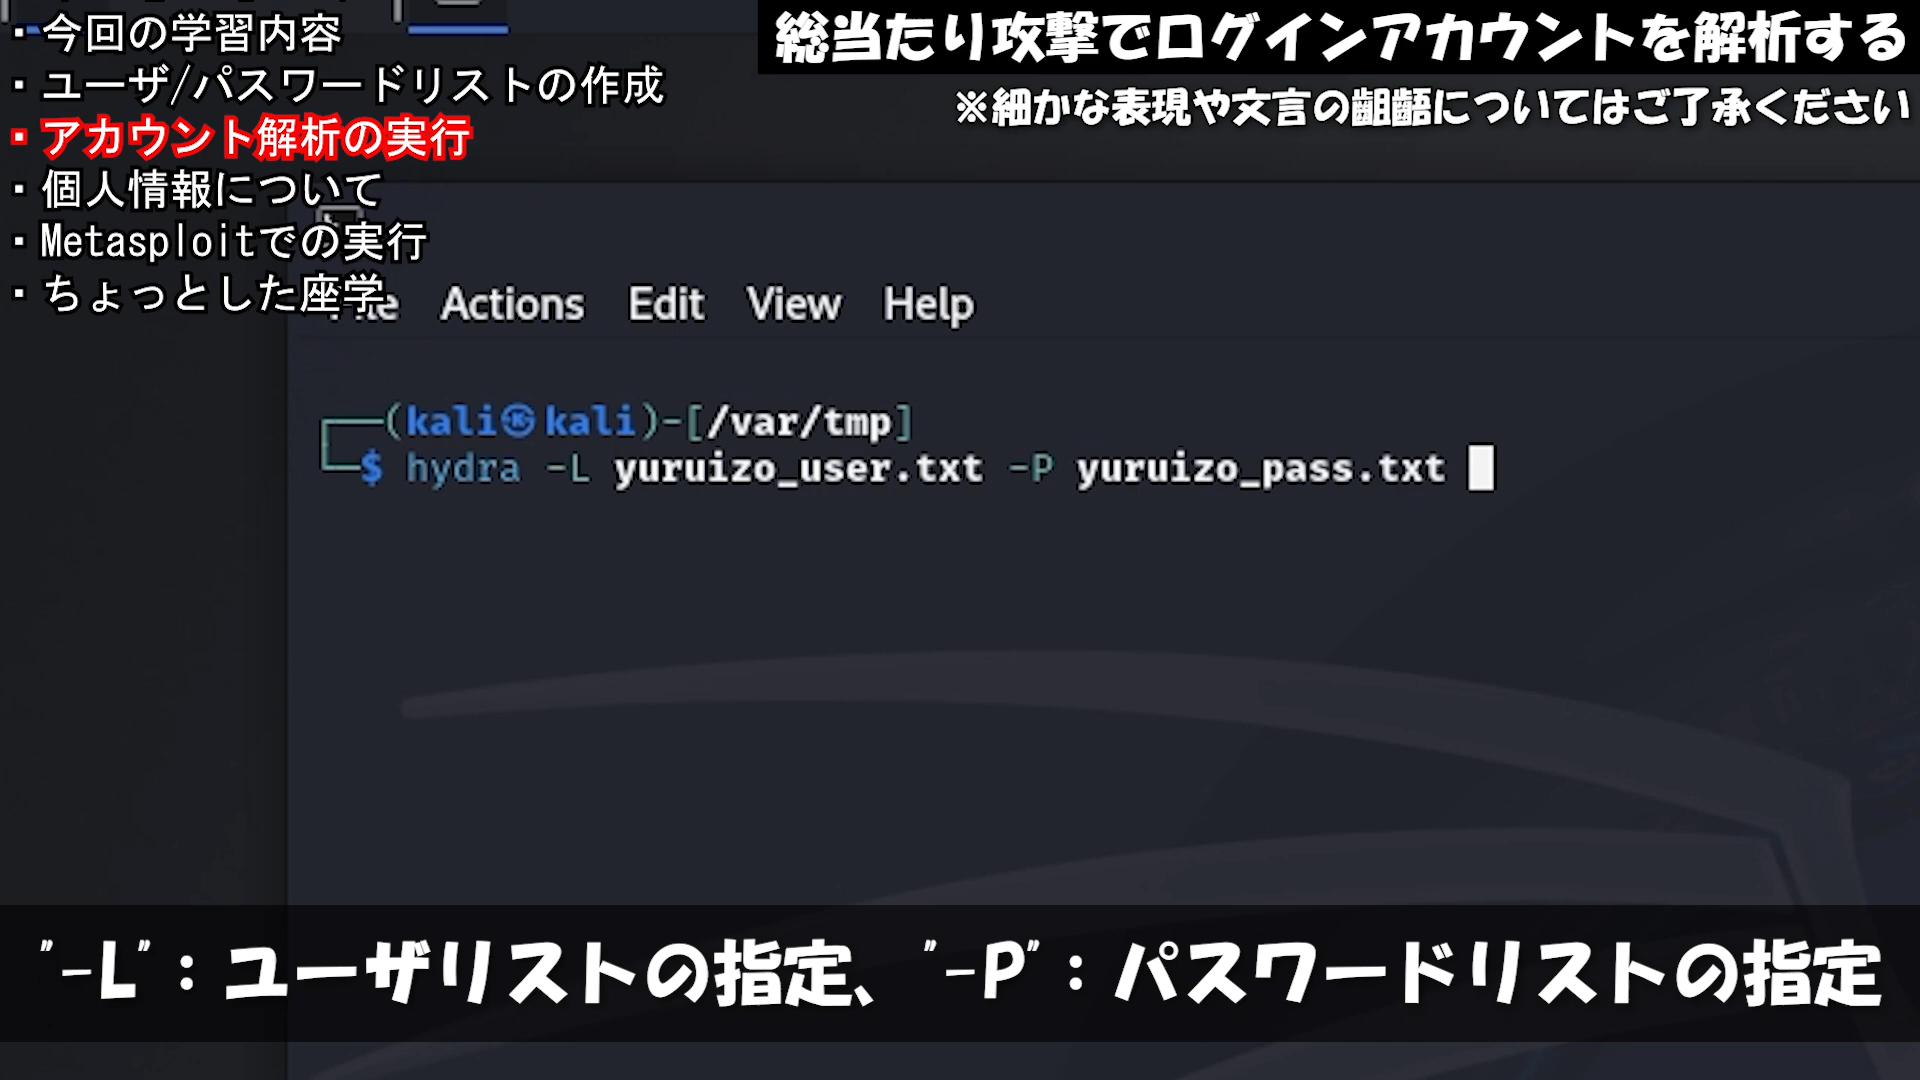 ・今回の学習内容
・ユーザ/パスワードリストの作成
・アカウント解析の実行
・個人情報について
・Metasploitでの実行
・ちょっとした座学
総当たり攻撃でログインアカウントを解析する
※細かな表現や文言の齟齬についてはご了承ください
Actions Edit View Help
┌──(kali㉿kali)-[/var/tmp]
└─$ hydra -L yuruizo_user.txt -P yuruizo_pass.txt
"-L"：ユーザリストの指定、"-P"：パスワードリストの指定